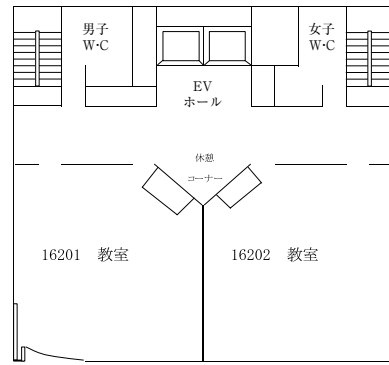 男子
W·C
女子
W·C
EV
ホール
休憩
コーナー
16201 教室
16202 教室